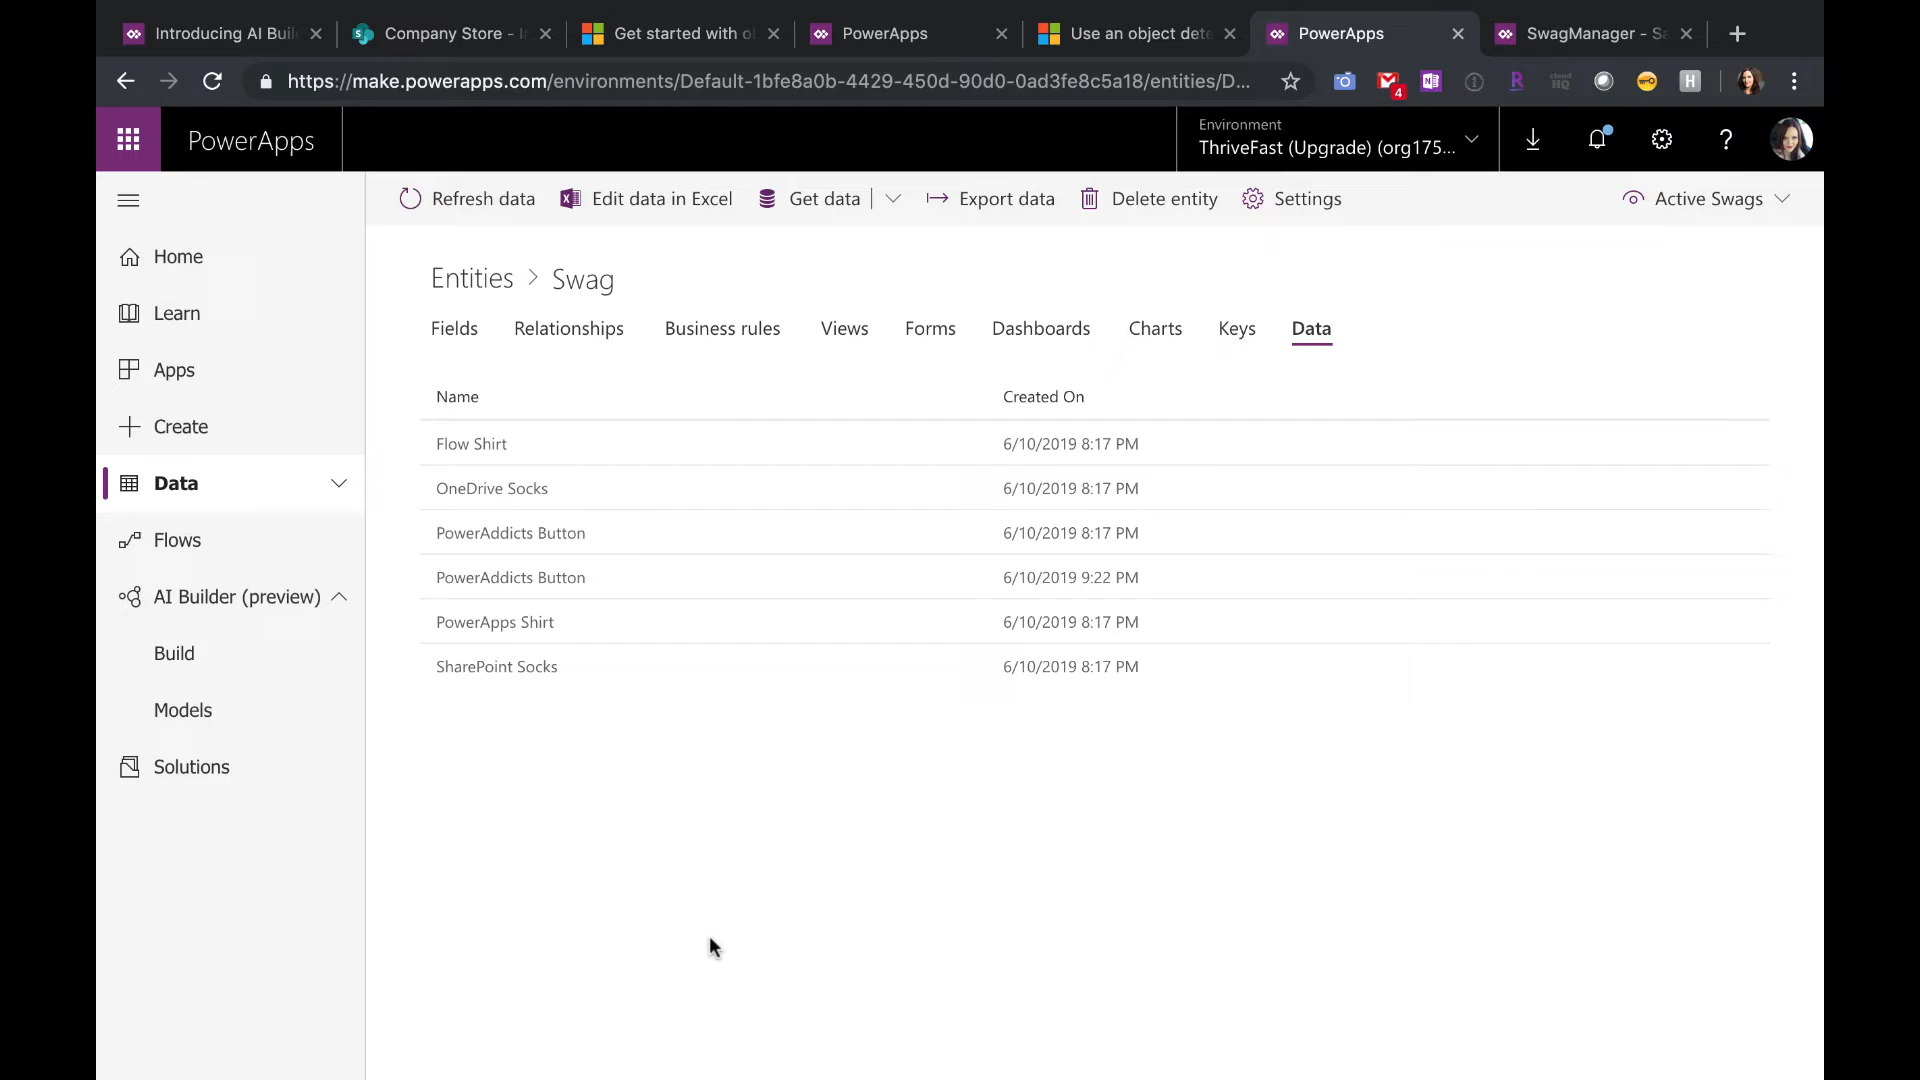 Introducing AI Buil
Company Store - I
Get started with o
PowerApps
Use an object dete
PowerApps
SwagManager - Sa
https://make.powerapps.com/environments/Default-1bfe8a0b-4429-450d-90d0-0ad3fe8c5a18/entities/D...
4
N
R
cloud
HQ
H
PowerApps
Environment
ThriveFast (Upgrade) (org175...
?
Refresh data
Edit data in Excel
Get data
Export data
Delete entity
Settings
Active Swags
Home
Learn
Apps
Create
Data
Flows
AI Builder (preview)
Build
Models
Solutions
Entities > Swag
Fields
Relationships
Business rules
Views
Forms
Dashboards
Charts
Keys
Data
Name Created On
Flow Shirt 6/10/2019 8:17 PM
OneDrive Socks 6/10/2019 8:17 PM
PowerAddicts Button 6/10/2019 8:17 PM
PowerAddicts Button 6/10/2019 9:22 PM
PowerApps Shirt 6/10/2019 8:17 PM
SharePoint Socks 6/10/2019 8:17 PM